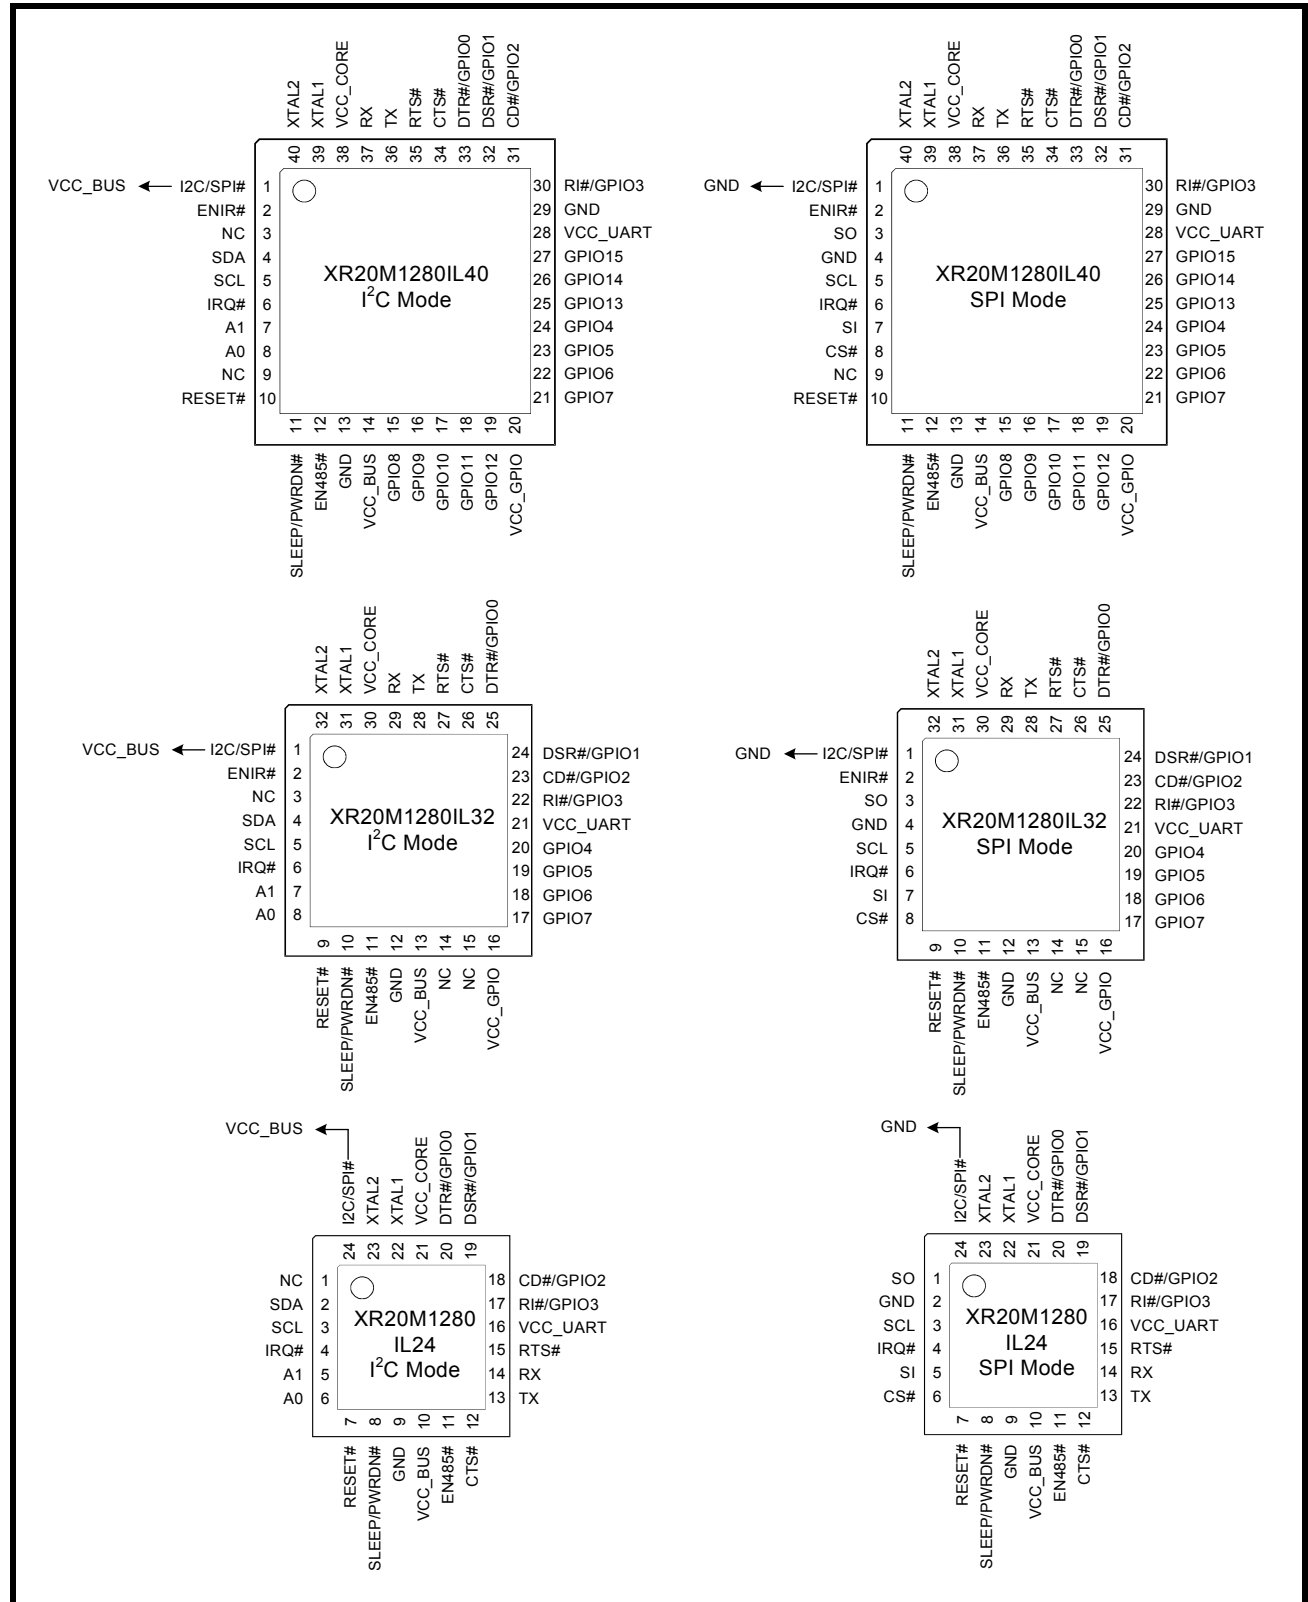 XTAL2
XTAL1
VCC_CORE
RX
TX
RTS#
CTS#
DTR#/GPIO0
DSR#/GPIO1
CD#/GPIO2
40 39 38 37 36 35 34 33 32 31
VCC_BUS
I2C/SPI# 1
ENIR# 2
NC 3
SDA 4
SCL 5
IRQ# 6
A1 7
A0 8
NC 9
RESET# 10
XR20M1280IL40
I²C Mode
30 RI#/GPIO3
29 GND
28 VCC_UART
27 GPIO15
26 GPIO14
25 GPIO13
24 GPIO4
23 GPIO5
22 GPIO6
21 GPIO7
11 12 13 14 15 16 17 18 19 20
SLEEP/PWRDN#
EN485#
GND
VCC_BUS
GPIO8
GPIO9
GPIO10
GPIO11
GPIO12
VCC_GPIO
XTAL2
XTAL1
VCC_CORE
RX
TX
RTS#
CTS#
DTR#/GPIO0
DSR#/GPIO1
CD#/GPIO2
40 39 38 37 36 35 34 33 32 31
GND
I2C/SPI# 1
ENIR# 2
SO 3
GND 4
SCL 5
IRQ# 6
SI 7
CS# 8
NC 9
RESET# 10
XR20M1280IL40
SPI Mode
30 RI#/GPIO3
29 GND
28 VCC_UART
27 GPIO15
26 GPIO14
25 GPIO13
24 GPIO4
23 GPIO5
22 GPIO6
21 GPIO7
11 12 13 14 15 16 17 18 19 20
SLEEP/PWRDN#
EN485#
GND
VCC_BUS
GPIO8
GPIO9
GPIO10
GPIO11
GPIO12
VCC_GPIO
XTAL2
XTAL1
VCC_CORE
RX
TX
RTS#
CTS#
DTR#/GPIO0
32 31 30 29 28 27 26 25
VCC_BUS
I2C/SPI# 1
ENIR# 2
NC 3
SDA 4
SCL 5
IRQ# 6
A1 7
A0 8
XR20M1280IL32
I²C Mode
24 DSR#/GPIO1
23 CD#/GPIO2
22 RI#/GPIO3
21 VCC_UART
20 GPIO4
19 GPIO5
18 GPIO6
17 GPIO7
9 10 11 12 13 14 15 16
RESET#
SLEEP/PWRDN#
EN485#
GND
VCC_BUS
NC
NC
VCC_GPIO
XTAL2
XTAL1
VCC_CORE
RX
TX
RTS#
CTS#
DTR#/GPIO0
32 31 30 29 28 27 26 25
GND
I2C/SPI# 1
ENIR# 2
SO 3
GND 4
SCL 5
IRQ# 6
SI 7
CS# 8
XR20M1280IL32
SPI Mode
24 DSR#/GPIO1
23 CD#/GPIO2
22 RI#/GPIO3
21 VCC_UART
20 GPIO4
19 GPIO5
18 GPIO6
17 GPIO7
9 10 11 12 13 14 15 16
RESET#
SLEEP/PWRDN#
EN485#
GND
VCC_BUS
NC
NC
VCC_GPIO
VCC_BUS
I2C/SPI#
XTAL2
XTAL1
VCC_CORE
DTR#/GPIO0
DSR#/GPIO1
24 23 22 21 20 19
NC 1
SDA 2
SCL 3
IRQ# 4
A1 5
A0 6
XR20M1280
IL24
I²C Mode
18 CD#/GPIO2
17 RI#/GPIO3
16 VCC_UART
15 RTS#
14 RX
13 TX
7 8 9 10 11 12
RESET#
SLEEP/PWRDN#
GND
VCC_BUS
EN485#
CTS#
GND
I2C/SPI#
XTAL2
XTAL1
VCC_CORE
DTR#/GPIO0
DSR#/GPIO1
24 23 22 21 20 19
SO 1
GND 2
SCL 3
IRQ# 4
SI 5
CS# 6
XR20M1280
IL24
SPI Mode
18 CD#/GPIO2
17 RI#/GPIO3
16 VCC_UART
15 RTS#
14 RX
13 TX
7 8 9 10 11 12
RESET#
SLEEP/PWRDN#
GND
VCC_BUS
EN485#
CTS#